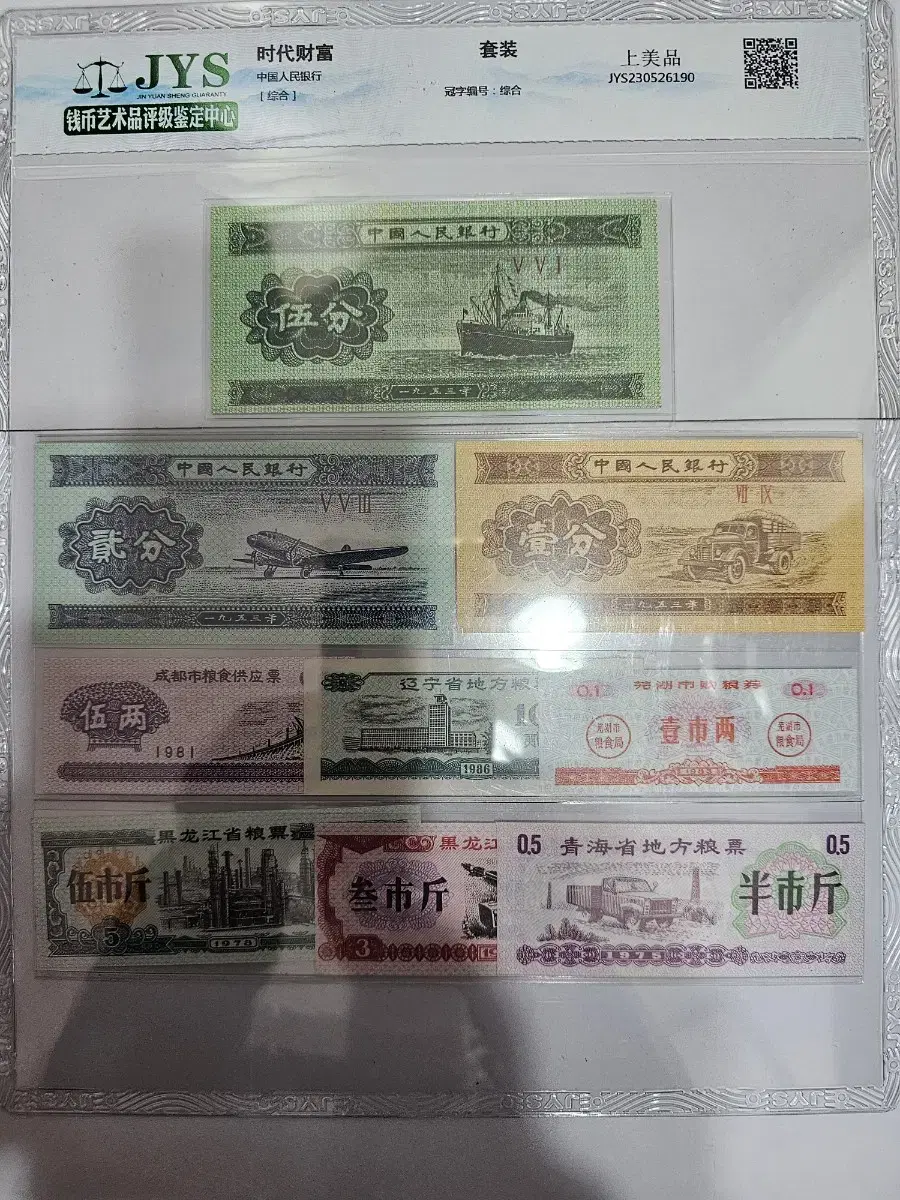 JYS
JIN YUAN SHENG GUARANTY
钱币艺术品评级鉴定中心
时代财富
中国人民银行
[综合]
套装
冠字编号：综合
上美品
JYS230526190
中國人民銀行
V V I
伍分
一九五三年
中國人民銀行
V V III
貳分
一九五三年
中國人民銀行
VII IX
壹分
一九五三年
成都市粮食供应票
伍两
1981
辽宁省地方粮
1986
0.1
芜湖市购粮券
0.1
芜湖市
粮食局
壹市两
芜湖市
粮食局
黑龙江省粮票
伍市斤
5
1978
黑龙江
叁市斤
3
0.5
青海省地方粮票
0.5
半市斤
1975